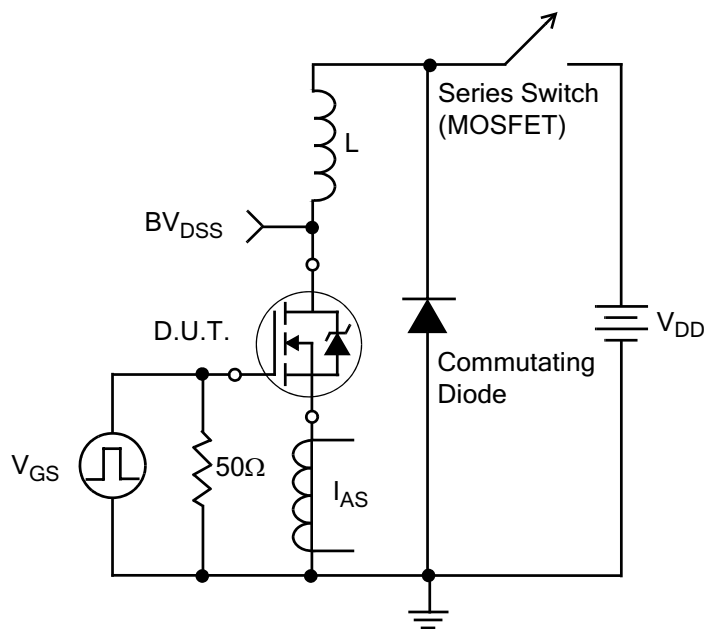 Series Switch
(MOSFET)
L
BVDSS
D.U.T.
VDD
Commutating
Diode
VGS
50Ω
IAS